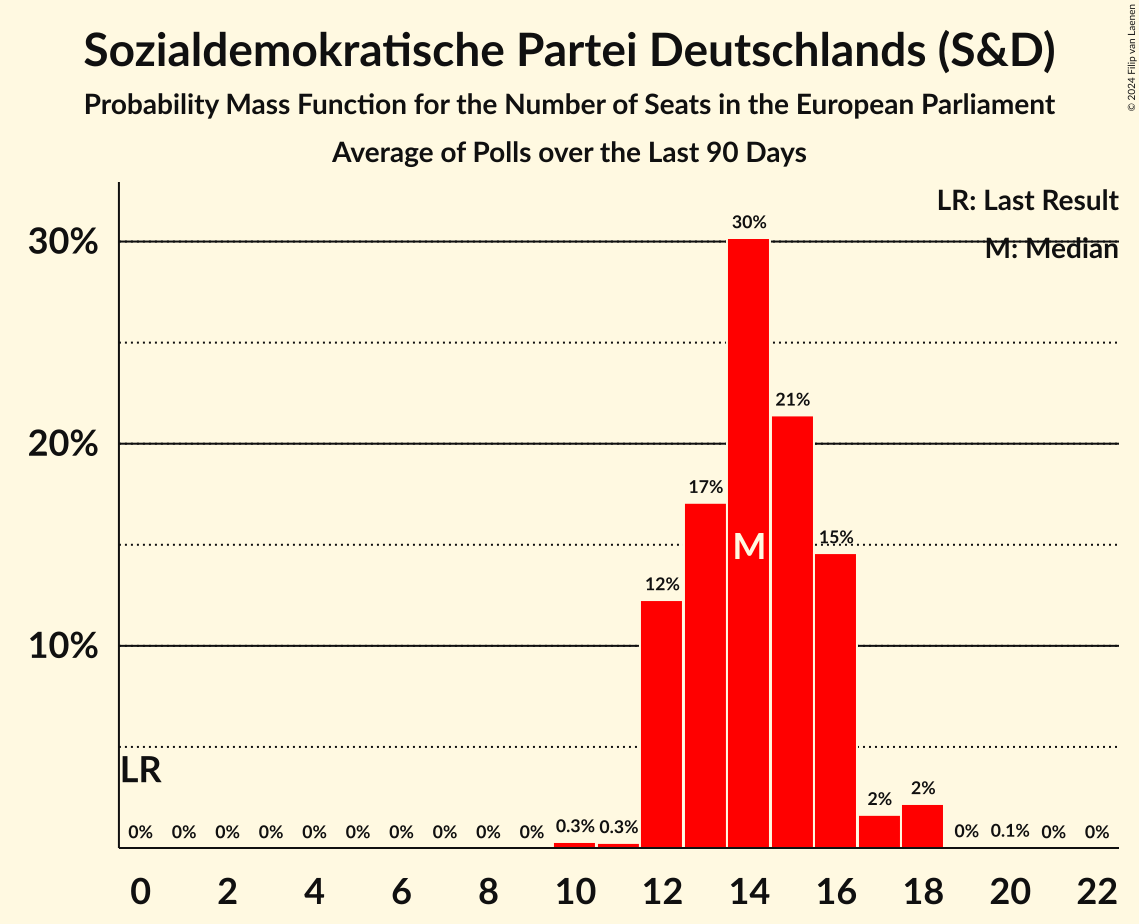 Sozialdemokratische Partei Deutschlands (S&D)
Probability Mass Function for the Number of Seats in the European Parliament
Average of Polls over the Last 90 Days
© 2024 Filip van Laenen
LR: Last Result
M: Median
30%
20%
10%
30%
21%
17%
M
15%
12%
LR
0% 0% 0% 0% 0% 0% 0% 0% 0% 0% 0.3% 0.3% 2% 2% 0% 0.1% 0% 0%
0 2 4 6 8 10 12 14 16 18 20 22